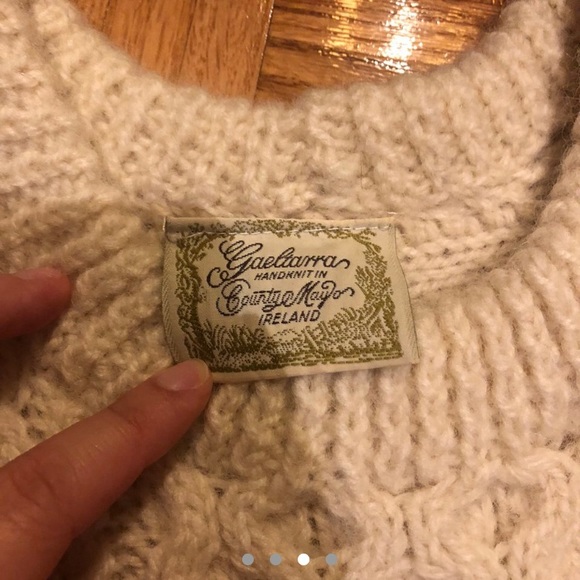 Gaeltarra
HANDKNIT IN
County Mayo
IRELAND